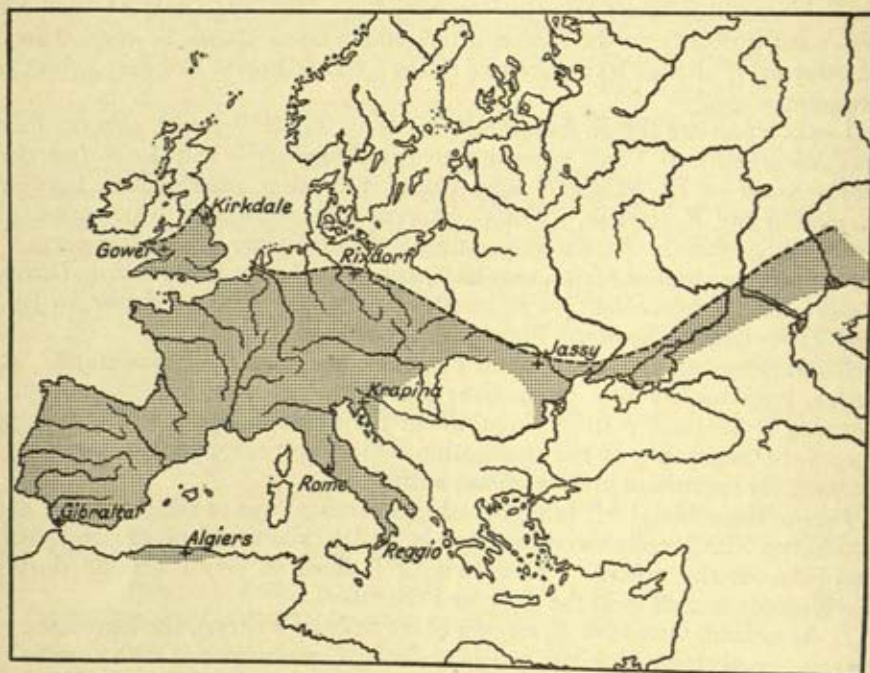 Kirkdale
Gower
Rixdorf
Jassy
Krapina
Rome
Gibraltar
Algiers
Reggio